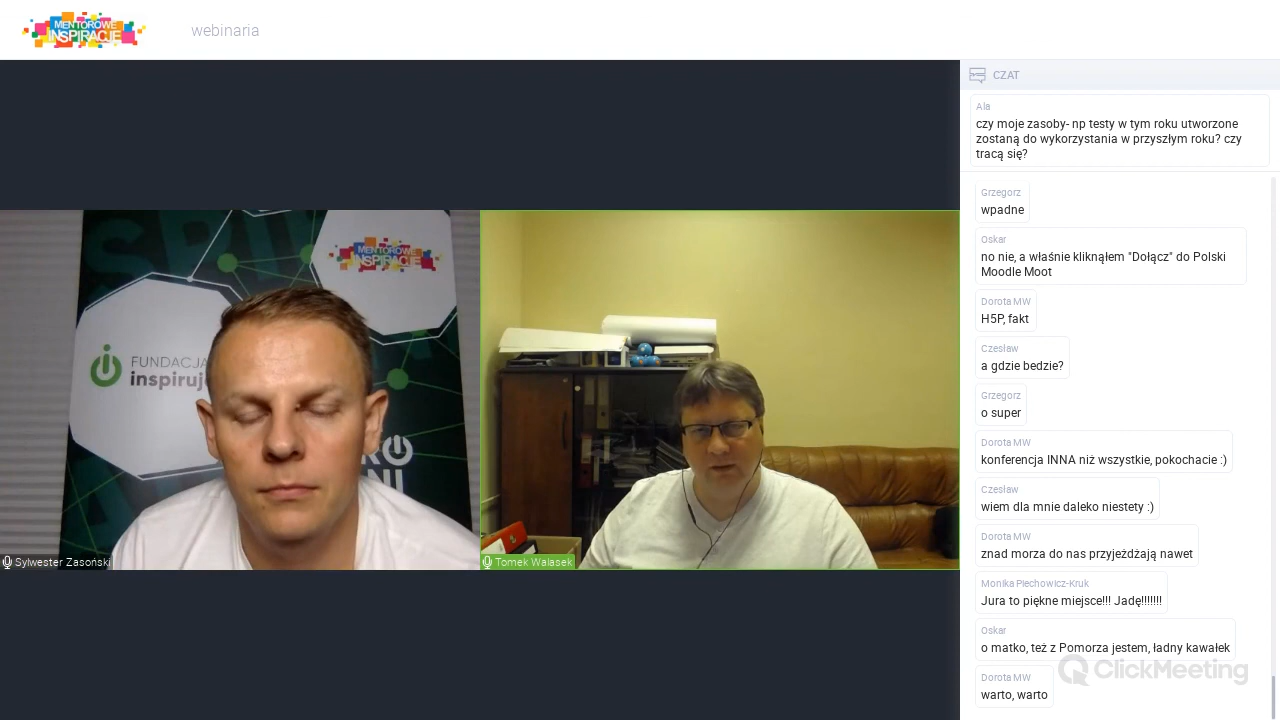 MENTOROWE
INSPIRACJE
webinaria
CZAT
Ala
czy moje zasoby- np testy w tym roku utworzone
zostaną do wykorzystania w przyszłym roku? czy
tracą się?
Grzegorz
wpadne
Oskar
no nie, a właśnie kliknąłem "Dołącz" do Polski
Moodle Moot
Dorota MW
H5P, fakt
Czesław
a gdzie bedzie?
Grzegorz
o super
Dorota MW
konferencja INNA niż wszystkie, pokochacie :)
Czesław
wiem dla mnie daleko niestety :)
Dorota MW
znad morza do nas przyjeżdżają nawet
Monika Piechowicz-Kruk
Jura to piękne miejsce!!! Jadę!!!!!!!
Oskar
o matko, też z Pomorza jestem, ładny kawałek
Dorota MW
warto, warto
ClickMeeting
MENTOROWE
INSPIRACJE
FUNDACJA
inspiruj
Sylwester Zasoński
Tomek Walasek